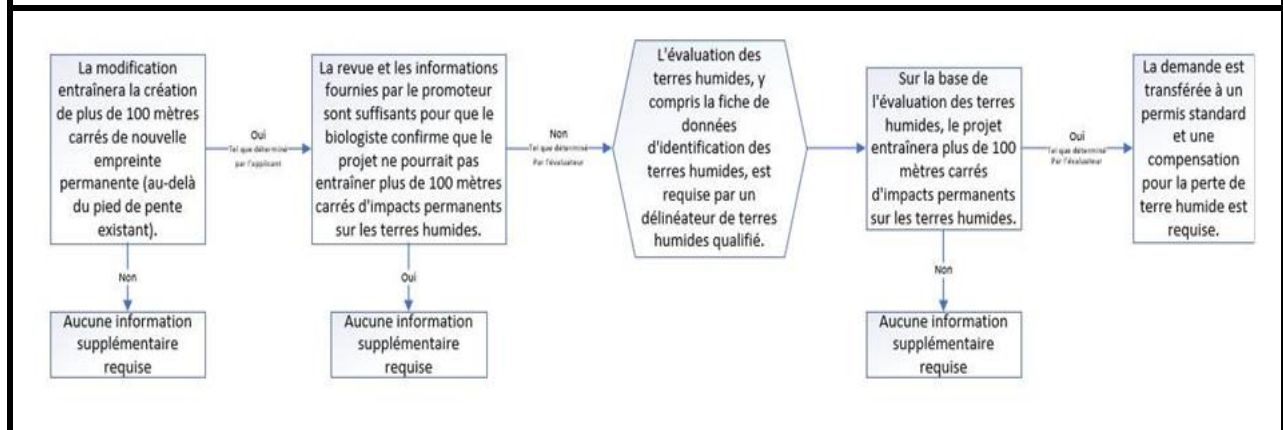 La modification
entraînera la création
de plus de 100 mètres
carrés de nouvelle
empreinte
permanente (au-delà
du pied de pente
existant).
Oui
Tel que déterminé
par l'applicant
Non
Aucune information
supplémentaire
requise
La revue et les informations
fournies par le promoteur
sont suffisants pour que le
biologiste confirme que le
projet ne pourrait pas
entraîner plus de 100 mètres
carrés d'impacts permanents
sur les terres humides.
Non
Tel que déterminé
Par l'évaluateur
Oui
Aucune information
supplémentaire
requise
L'évaluation des
terres humides, y
compris la fiche de
données
d'identification des
terres humides, est
requise par un
délinéateur de terres
humides qualifié.
Sur la base de
l'évaluation des terres
humides, le projet
entraînera plus de 100
mètres carrés
d'impacts permanents
sur les terres humides.
Oui
Tel que déterminé
Par l'évaluateur
Non
Aucune information
supplémentaire
requise
La demande est
transférée à un
permis standard
et une
compensation
pour la perte de
terre humide est
requise.